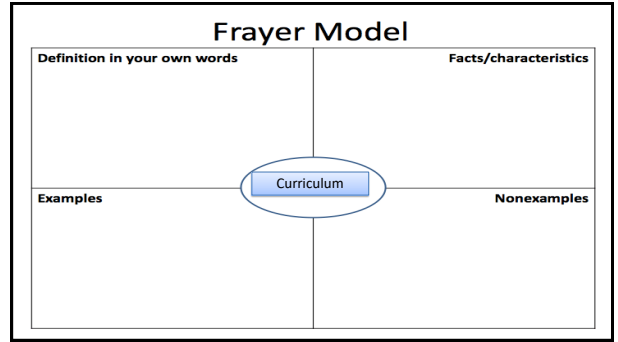 Frayer Model
Definition in your own words
Facts/characteristics
Curriculum
Examples
Nonexamples